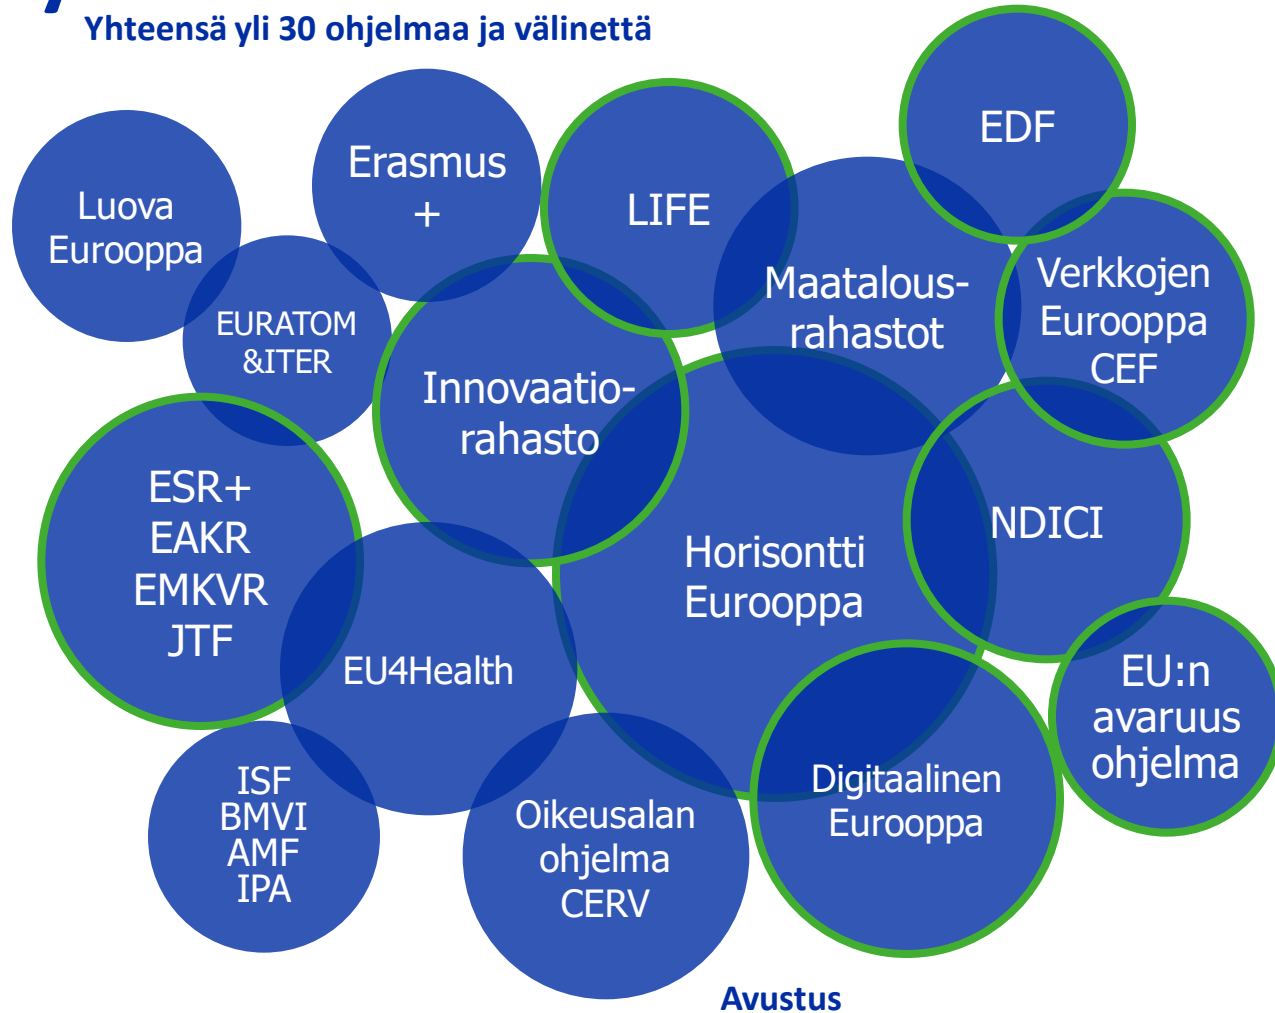 Yhteensä yli 30 ohjelmaa ja välinettä
EDF
Erasmus
+
LIFE
Luova
Eurooppa
Maatalous-
rahastot
Verkkojen
Eurooppa
CEF
EURATOM
&ITER
Innovaatio-
rahasto
ESR+
EAKR
EMKVR
JTF
NDICI
Horisontti
Eurooppa
EU4Health
EU:n
avaruus
ohjelma
ISF
BMVI
AMF
IPA
Oikeusalan
ohjelma
CERV
Digitaalinen
Eurooppa
Avustus